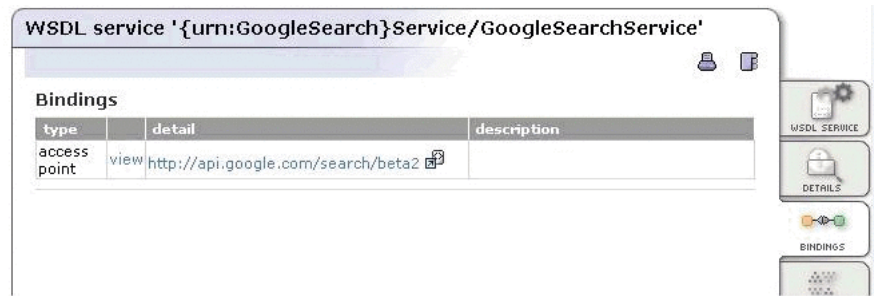 WSDL service '{urn:GoogleSearch}Service/GoogleSearchService'
Bindings
type detail description
access point view http://api.google.com/search/beta2
WSDL SERVICE
DETAILS
BINDINGS